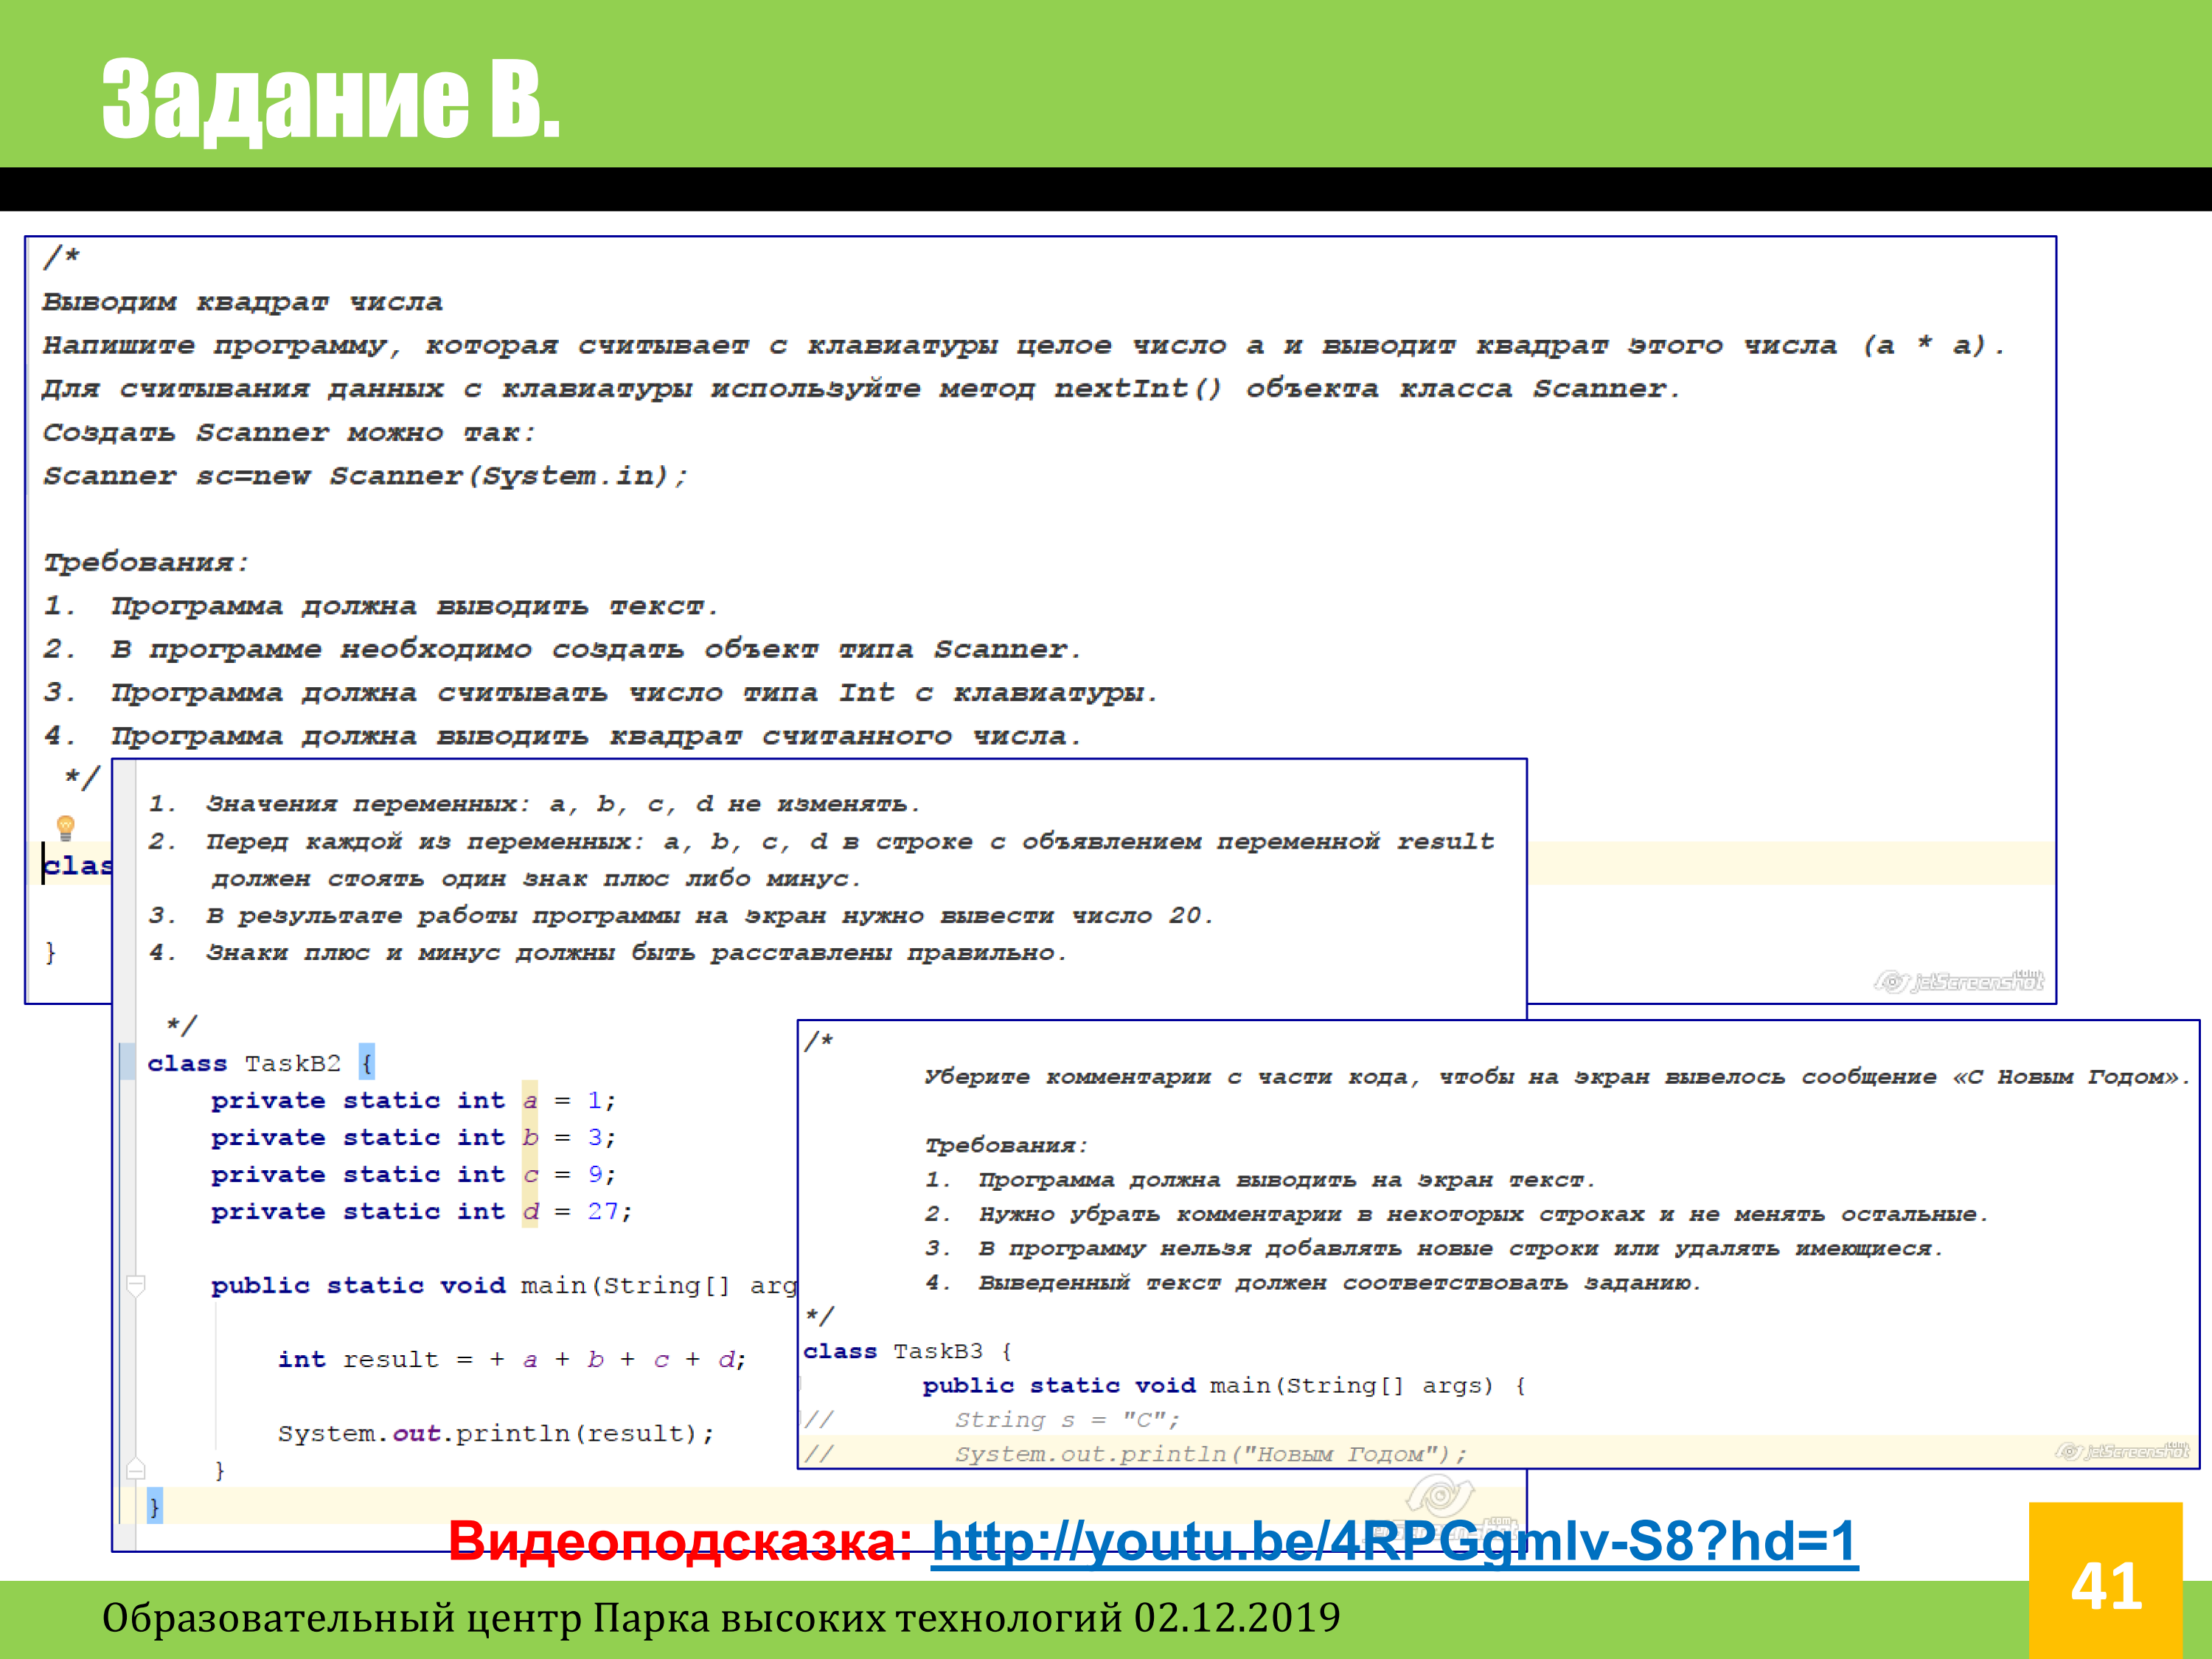 Задание B.
/*
Выводим квадрат числа
Напишите программу, которая считывает с клавиатуры целое число a и выводит квадрат этого числа (a * a).
Для считывания данных с клавиатуры используйте метод nextInt() объекта класса Scanner.
Создать Scanner можно так:
Scanner sc=new Scanner(System.in);
Требования:
1. Программа должна выводить текст.
2. В программе необходимо создать объект типа Scanner.
3. Программа должна считывать число типа Int с клавиатуры.
4. Программа должна выводить квадрат считанного числа.
*/
clas
}
jetScreenshot.com
1. Значения переменных: a, b, c, d не изменять.
2. Перед каждой из переменных: a, b, c, d в строке с объявлением переменной result
должен стоять один знак плюс либо минус.
3. В результате работы программы на экран нужно вывести число 20.
4. Знаки плюс и минус должны быть расставлены правильно.
*/
class TaskB2 {
private static int a = 1;
private static int b = 3;
private static int c = 9;
private static int d = 27;
public static void main(String[] arg
int result = + a + b + c + d;
System.out.println(result);
}
}
/*
Уберите комментарии с части кода, чтобы на экран вывелось сообщение «С Новым Годом».
Требования:
1. Программа должна выводить на экран текст.
2. Нужно убрать комментарии в некоторых строках и не менять остальные.
3. В программу нельзя добавлять новые строки или удалять имеющиеся.
4. Выведенный текст должен соответствовать заданию.
*/
class TaskB3 {
public static void main(String[] args) {
// String s = "С";
// System.out.println("Новым Годом");
jetScreenshot.com
Видеоподсказка: http://youtu.be/4RPGgmlv-S8?hd=1
Образовательный центр Парка высоких технологий 02.12.2019
41